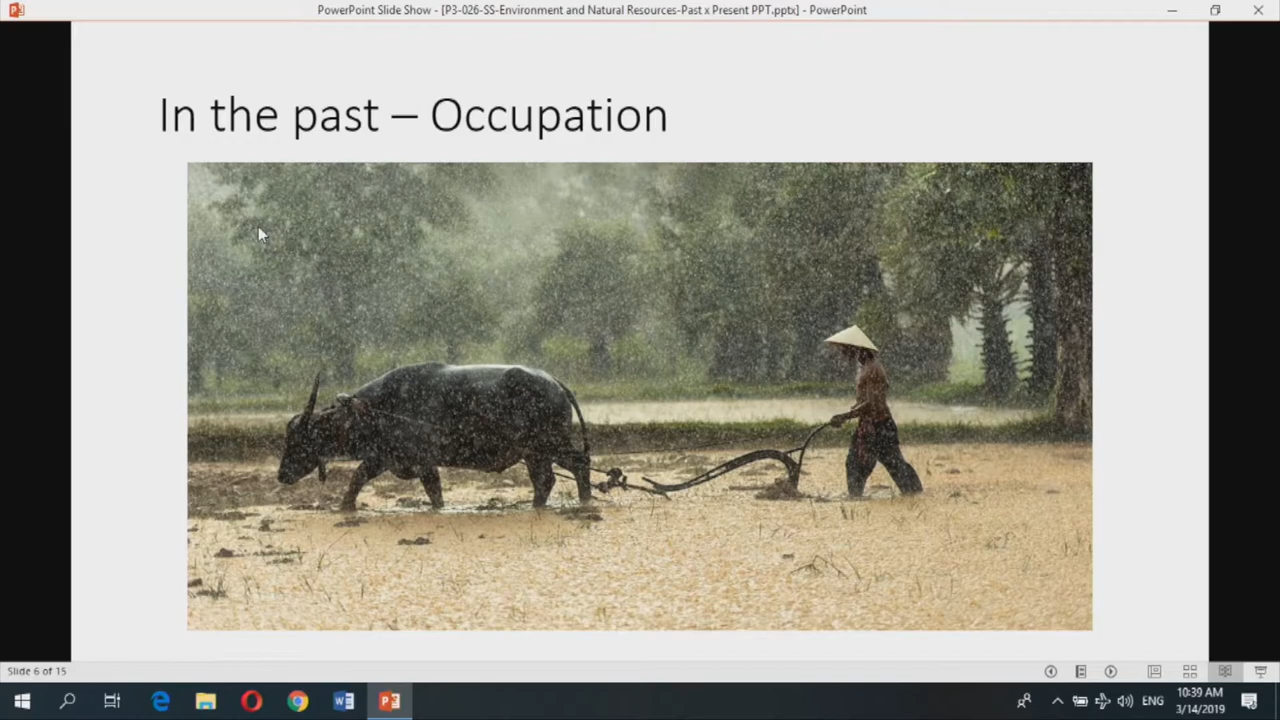 PowerPoint Slide Show - [P3-026-SS-Environment and Natural Resources-Past x Present PPT.pptx] - PowerPoint
In the past – Occupation
Slide 6 of 15
ENG
10:39 AM
3/14/2019